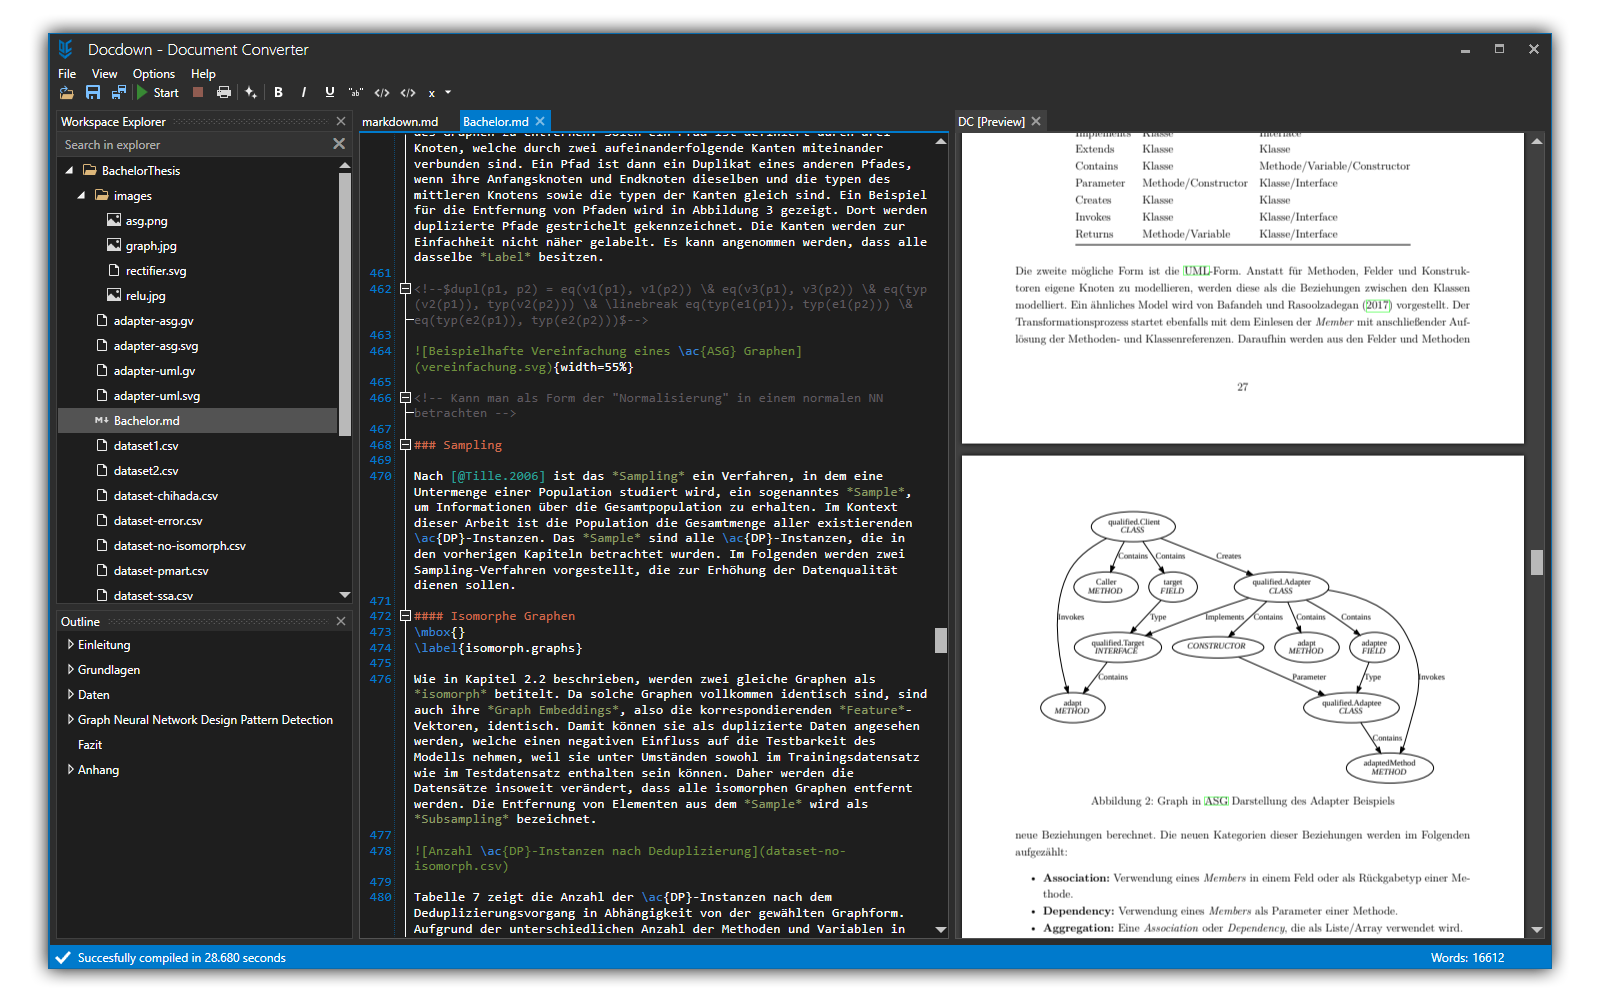 Docdown - Document Converter
File View Options Help
Start B I U "ab" </> </> x
Workspace Explorer
Search in explorer
BachelorThesis
images
asg.png
graph.jpg
rectifier.svg
relu.jpg
adapter-asg.gv
adapter-asg.svg
adapter-uml.gv
adapter-uml.svg
M↓ Bachelor.md
dataset1.csv
dataset2.csv
dataset-chihada.csv
dataset-error.csv
dataset-no-isomorph.csv
dataset-pmart.csv
dataset-ssa.csv
Outline
Einleitung
Grundlagen
Daten
Graph Neural Network Design Pattern Detection
Fazit
Anhang
markdown.md Bachelor.md
Knoten, welche durch zwei aufeinanderfolgende Kanten miteinander
verbunden sind. Ein Pfad ist dann ein Duplikat eines anderen Pfades,
wenn ihre Anfangsknoten und Endknoten dieselben und die typen des
mittleren Knotens sowie die typen der Kanten gleich sind. Ein Beispiel
für die Entfernung von Pfaden wird in Abbildung 3 gezeigt. Dort werden
duplizierte Pfade gestrichelt gekennzeichnet. Die Kanten werden zur
Einfachheit nicht näher gelabelt. Es kann angenommen werden, dass alle
dasselbe *Label* besitzen.
461
462 <!--$dupl(p1, p2) = eq(v1(p1), v1(p2)) \& eq(v3(p1), v3(p2)) \& eq(typ
(v2(p1)), typ(v2(p2))) \& \linebreak eq(typ(e1(p1)), typ(e1(p2))) \&
eq(typ(e2(p1)), typ(e2(p2)))$-->
463
464 ![Beispielhafte Vereinfachung eines \ac{ASG} Graphen]
(vereinfachung.svg){width=55%}
465
466 <!-- Kann man als Form der "Normalisierung" in einem normalen NN
betrachten -->
467
468 ### Sampling
469
470 Nach [@Tille.2006] ist das *Sampling* ein Verfahren, in dem eine
Untermenge einer Population studiert wird, ein sogenanntes *Sample*,
um Informationen über die Gesamtpopulation zu erhalten. Im Kontext
dieser Arbeit ist die Population die Gesamtmenge aller existierenden
\ac{DP}-Instanzen. Das *Sample* sind alle \ac{DP}-Instanzen, die in
den vorherigen Kapiteln betrachtet wurden. Im Folgenden werden zwei
Sampling-Verfahren vorgestellt, die zur Erhöhung der Datenqualität
dienen sollen.
471
472 #### Isomorphe Graphen
473 \mbox{}
474 \label{isomorph.graphs}
475
476 Wie in Kapitel 2.2 beschrieben, werden zwei gleiche Graphen als
*isomorph* betitelt. Da solche Graphen vollkommen identisch sind, sind
auch ihre *Graph Embeddings*, also die korrespondierenden *Feature*-
Vektoren, identisch. Damit können sie als duplizierte Daten angesehen
werden, welche einen negativen Einfluss auf die Testbarkeit des
Modells nehmen, weil sie unter Umständen sowohl im Trainingsdatensatz
wie im Testdatensatz enthalten sein können. Daher werden die
Datensätze insoweit verändert, dass alle isomorphen Graphen entfernt
werden. Die Entfernung von Elementen aus dem *Sample* wird als
*Subsampling* bezeichnet.
477
478 ![Anzahl \ac{DP}-Instanzen nach Deduplizierung](dataset-no-
isomorph.csv)
479
480 Tabelle 7 zeigt die Anzahl der \ac{DP}-Instanzen nach dem
Deduplizierungsvorgang in Abhängigkeit von der gewählten Graphform.
Aufgrund der unterschiedlichen Anzahl der Methoden und Variablen in
DC [Preview]
Implements Klasse Interface
Extends Klasse Klasse
Contains Klasse Methode/Variable/Constructor
Parameter Methode/Constructor Klasse/Interface
Creates Klasse Klasse
Invokes Klasse Klasse/Interface
Returns Methode/Variable Klasse/Interface
Die zweite mögliche Form ist die UML-Form. Anstatt für Methoden, Felder und Konstruk-
toren eigene Knoten zu modellieren, werden diese als die Beziehungen zwischen den Klassen
modelliert. Ein ähnliches Model wird von Bafandeh und Rasoolzadegan (2017) vorgestellt. Der
Transformationsprozess startet ebenfalls mit dem Einlesen der Member mit anschließender Auf-
lösung der Methoden- und Klassenreferenzen. Daraufhin werden aus den Felder und Methoden
27
qualified.Client
CLASS
Contains Contains Creates
Caller
METHOD
target
FIELD
qualified.Adapter
CLASS
Invokes Type Implements Contains Contains Contains
qualified.Target
INTERFACE
CONSTRUCTOR
adapt
METHOD
adaptee
FIELD
Contains Parameter Type Invokes
adapt
METHOD
qualified.Adaptee
CLASS
Contains
adaptedMethod
METHOD
Abbildung 2: Graph in ASG Darstellung des Adapter Beispiels
neue Beziehungen berechnet. Die neuen Kategorien dieser Beziehungen werden im Folgenden
aufgezählt:
• Association: Verwendung eines Members in einem Feld oder als Rückgabetyp einer Me-
thode.
• Dependency: Verwendung eines Members als Parameter einer Methode.
• Aggregation: Eine Association oder Dependency, die als Liste/Array verwendet wird.
Succesfully compiled in 28.680 seconds
Words: 16612